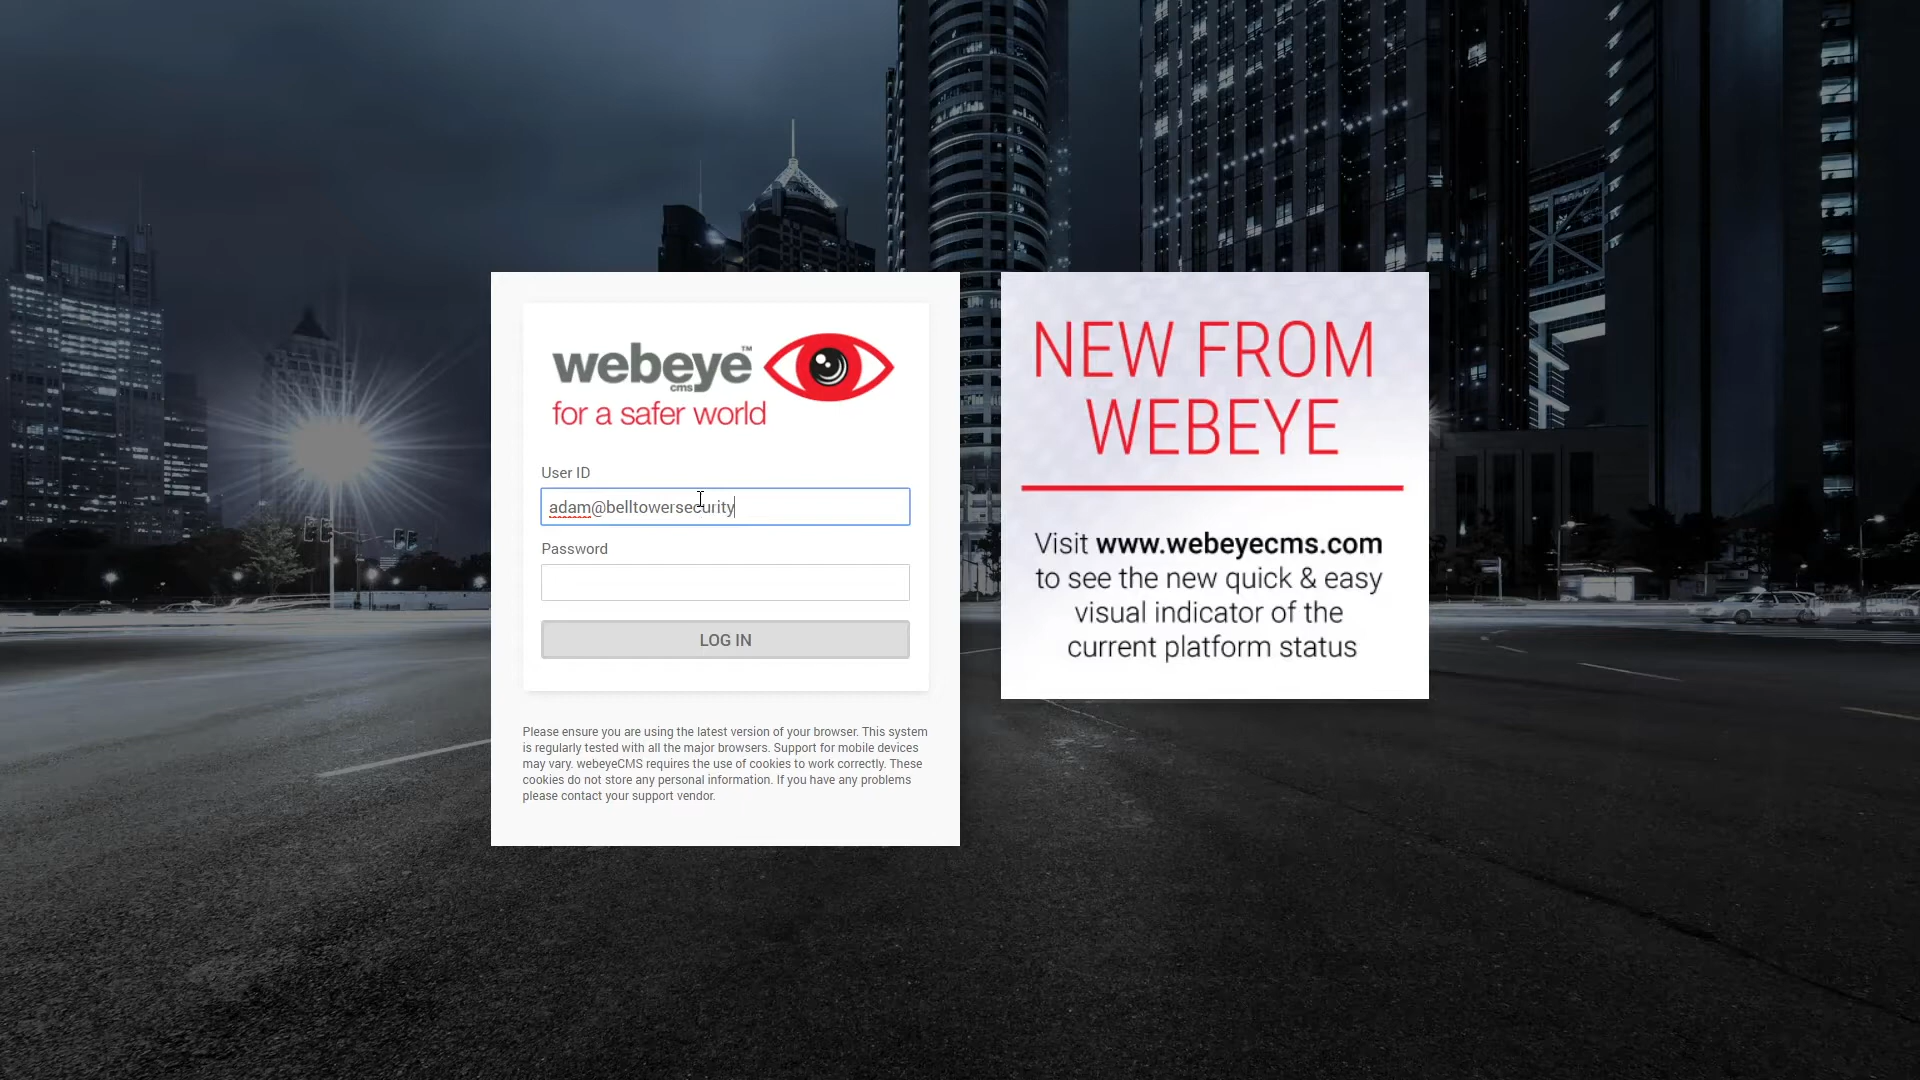 webeye™
cms
for a safer world
User ID
adam@belltowersecurity
Password
LOG IN
Please ensure you are using the latest version of your browser. This system
is regularly tested with all the major browsers. Support for mobile devices
may vary. webeyeCMS requires the use of cookies to work correctly. These
cookies do not store any personal information. If you have any problems
please contact your support vendor.
NEW FROM
WEBEYE
Visit www.webeyecms.com
to see the new quick & easy
visual indicator of the
current platform status